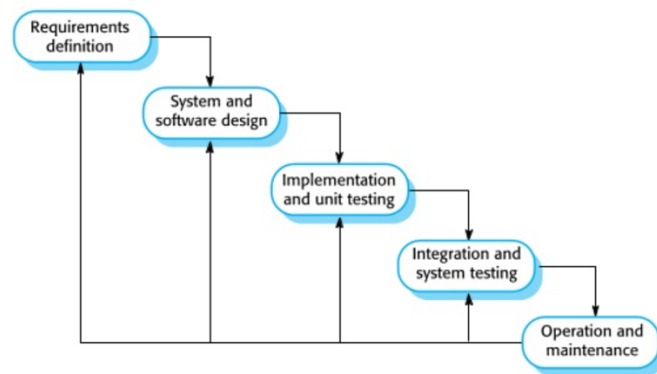 Requirements
definition
System and
software design
Implementation
and unit testing
Integration and
system testing
Operation and
maintenance